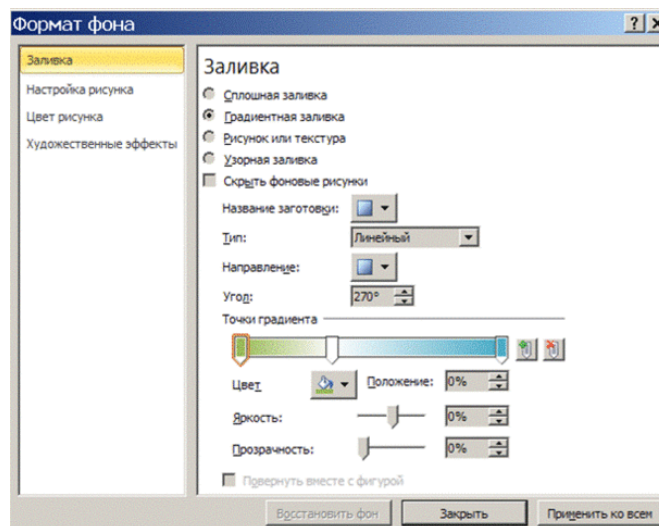 Формат фона
Заливка
Настройка рисунка
Цвет рисунка
Художественные эффекты
Заливка
Сплошная заливка
Градиентная заливка
Рисунок или текстура
Узорная заливка
Скрыть фоновые рисунки
Название заготовки:
Тип: Линейный
Направление:
Угол: 270°
Точки градиента
Цвет Положение: 0%
Яркость: 0%
Прозрачность: 0%
Повернуть вместе с фигурой
Восстановить фон Закрыть Применить ко всем